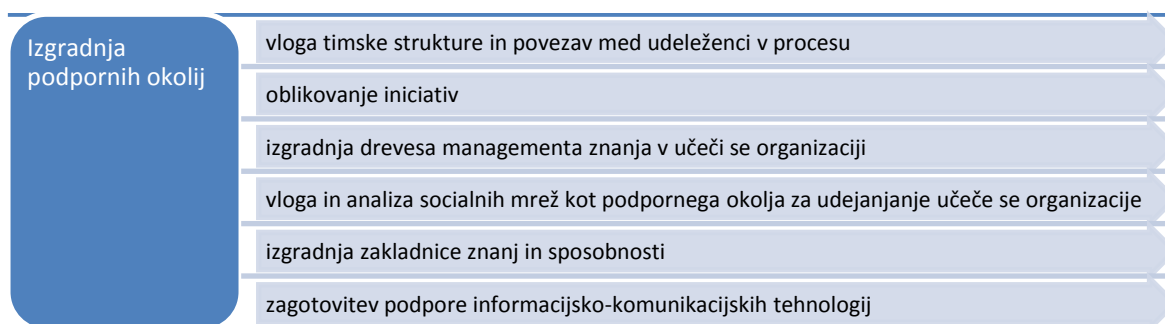 Izgradnja
podpornih okolij
vloga timske strukture in povezav med udeleženci v procesu
oblikovanje iniciativ
izgradnja drevesa managementa znanja v učeči se organizaciji
vloga in analiza socialnih mrež kot podpornega okolja za udejanjanje učeče se organizacije
izgradnja zakladnice znanj in sposobnosti
zagotovitev podpore informacijsko-komunikacijskih tehnologij